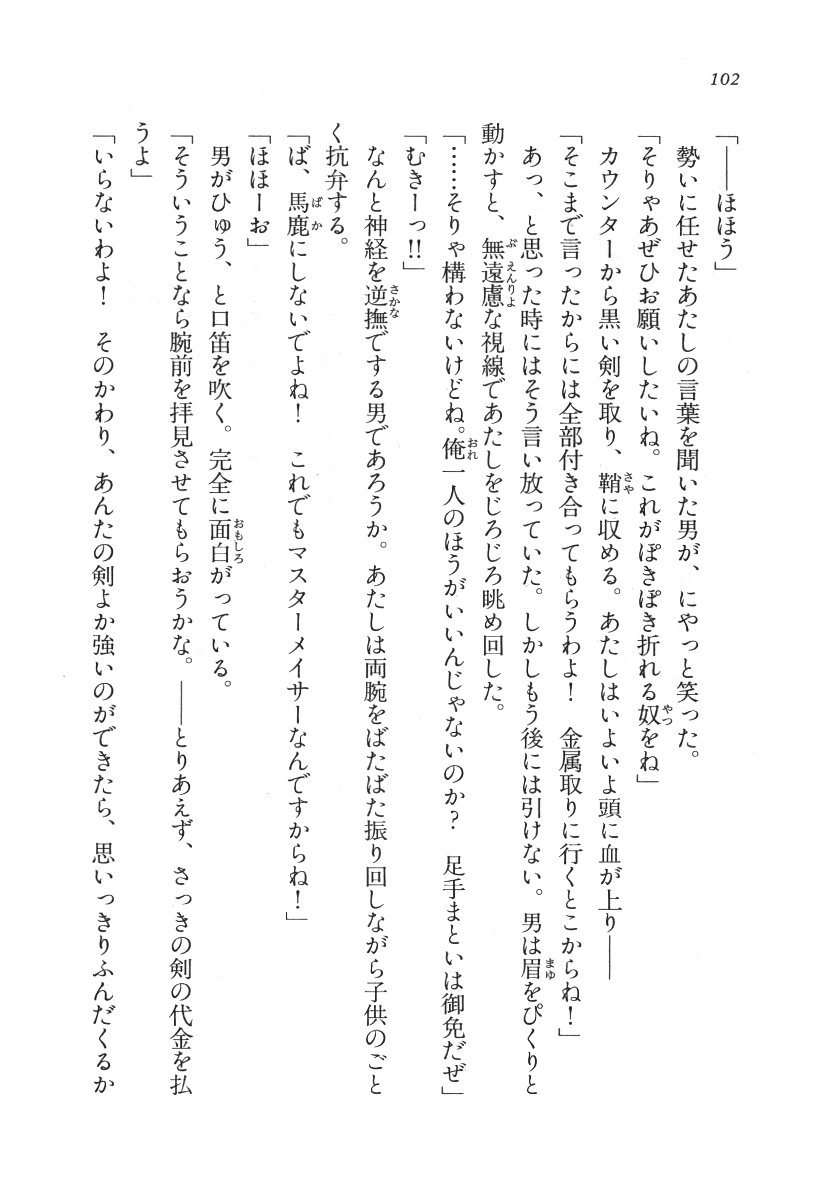 102
「――ほほう」
　勢いに任せたあたしの言葉を聞いた男が、にやっと笑った。
「そりゃあぜひお願いしたいね。これがぽきぽき折れる奴をね」
　カウンターから黒い剣を取り、鞘に収める。あたしはいよいよ頭に血が上り――
「そこまで言ったからには全部付き合ってもらうわよ！　金属取りに行くとこからね！」
　あっ、と思った時にはそう言い放っていた。しかしもう後には引けない。男は眉をぴくりと
動かすと、無遠慮な視線であたしをじろじろ眺め回した。
「……そりゃ構わないけどね。俺一人のほうがいいんじゃないのか？　足手まといは御免だぜ」
「むきーっ!!」
　なんと神経を逆撫でする男であろうか。あたしは両腕をばたばた振り回しながら子供のごと
く抗弁する。
「ば、馬鹿にしないでよね！　これでもマスターメイサーなんですからね！」
「ほほーお」
　男がひゅう、と口笛を吹く。完全に面白がっている。
「そういうことなら腕前を拝見させてもらおうかな。――とりあえず、さっきの剣の代金を払
うよ」
「いらないわよ！　そのかわり、あんたの剣よか強いのができたら、思いっきりふんだくるか